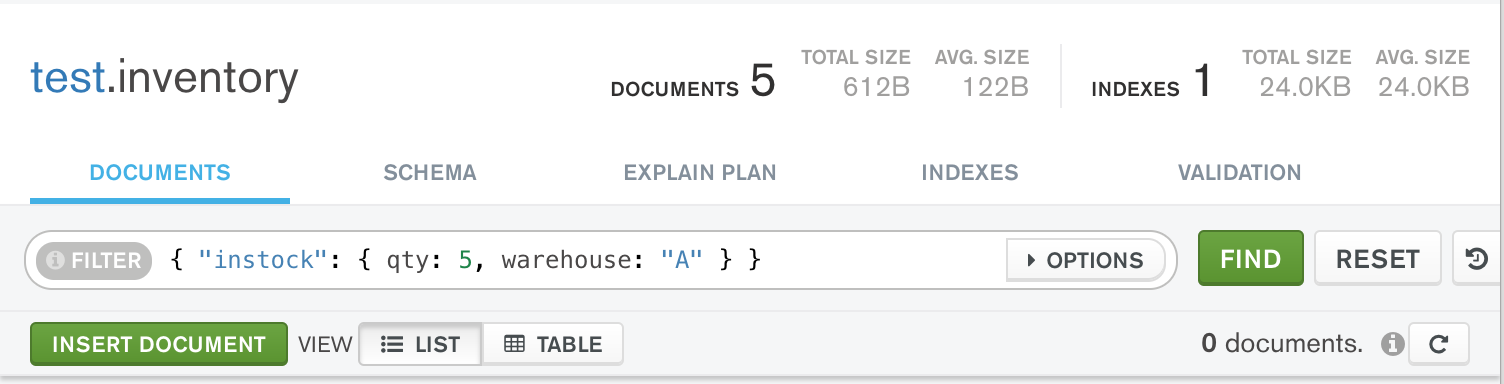 test.inventory
DOCUMENTS 5
TOTAL SIZE 612B
AVG. SIZE 122B
INDEXES 1
TOTAL SIZE 24.0KB
AVG. SIZE 24.0KB
DOCUMENTS SCHEMA EXPLAIN PLAN INDEXES VALIDATION
FILTER { "instock": { qty: 5, warehouse: "A" } } OPTIONS FIND RESET
INSERT DOCUMENT VIEW LIST TABLE 0 documents.